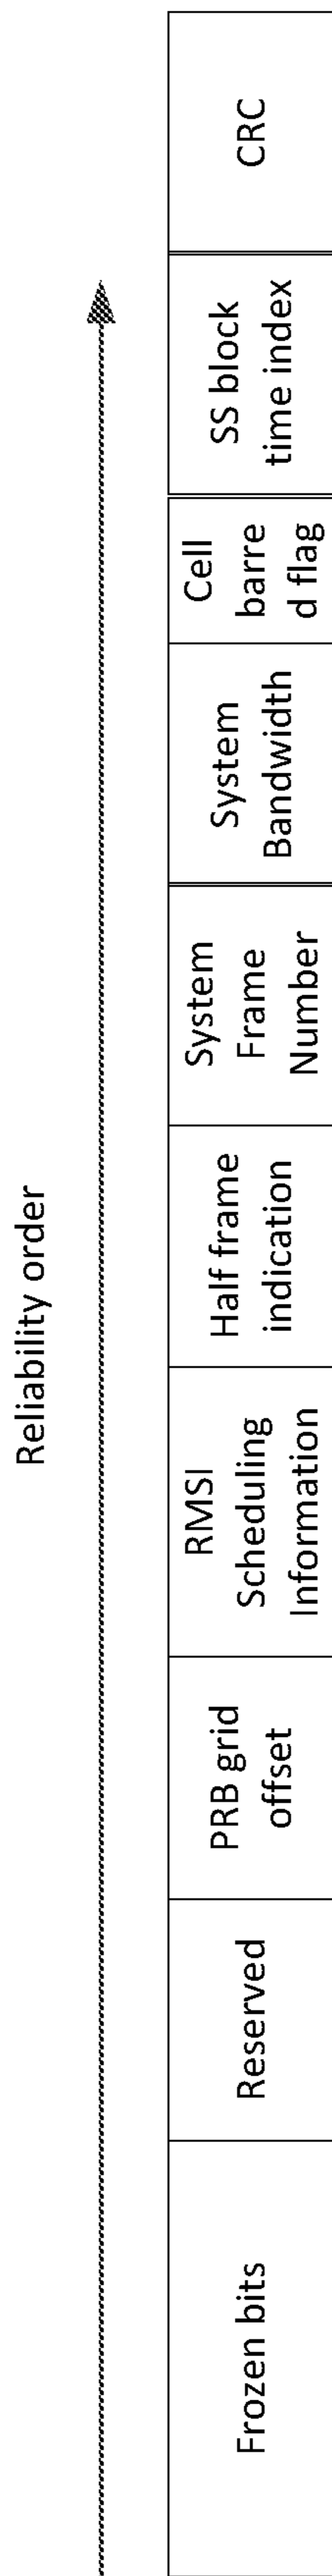 Reliability order
Frozen bits
Reserved
PRB grid
offset
RMSI
Scheduling
Information
Half frame
indication
System
Frame
Number
System
Bandwidth
Cell
barre
d flag
SS block
time index
CRC